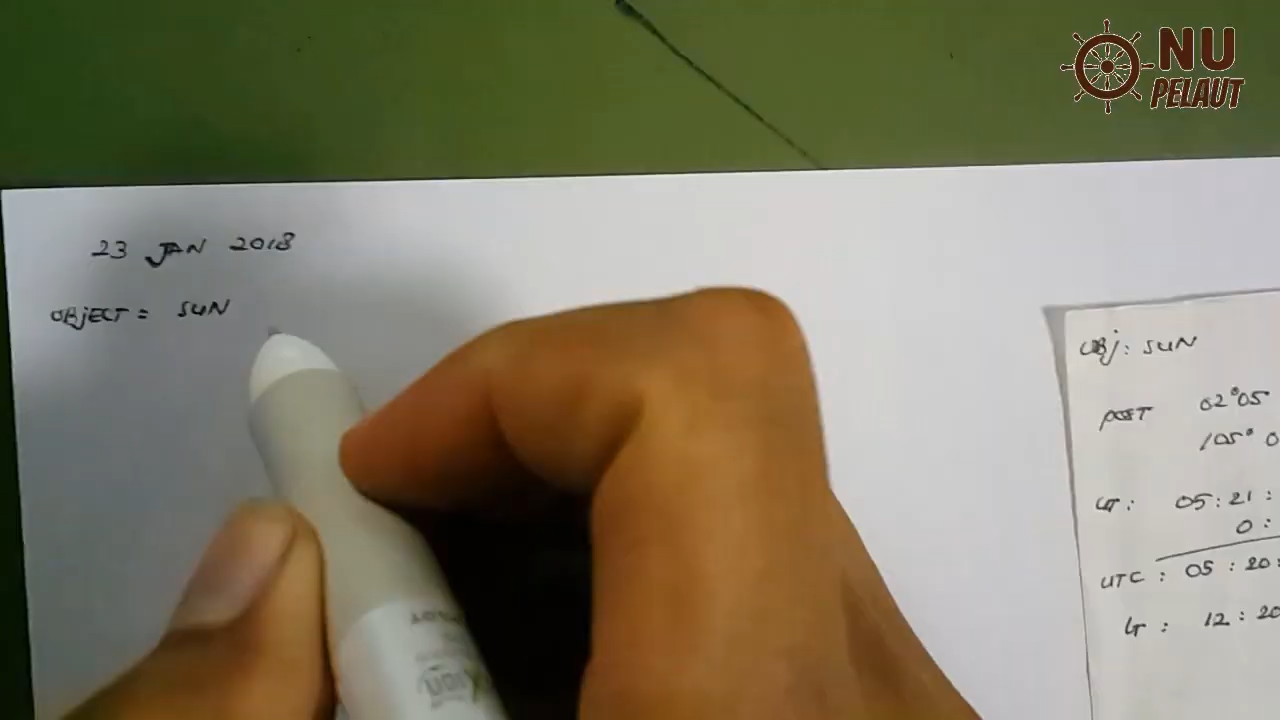 NU
PELAUT
23 JAN 2018
OBJECT = SUN
OBJ: SUN
POST 02°05
105° 0
GT: 05:21:
0:
UTC: 05:20:
LT: 12:20